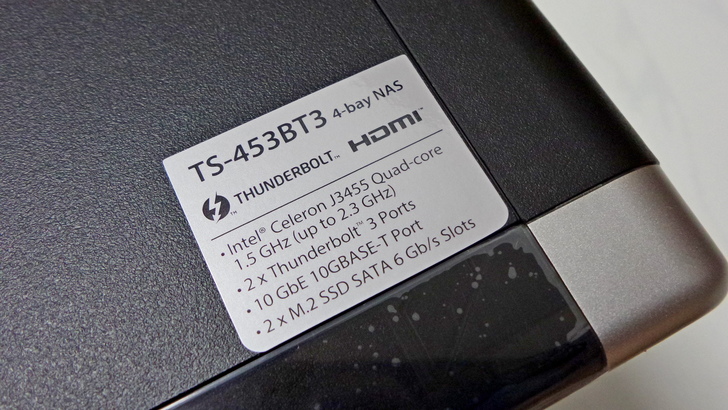 TS-453BT3 4-bay NAS
THUNDERBOLT™ HDMI™
• Intel® Celeron J3455 Quad-core
1.5 GHz (up to 2.3 GHz)
• 2 x Thunderbolt™ 3 Ports
• 10 GbE 10GBASE-T Port
• 2 x M.2 SSD SATA 6 Gb/s Slots